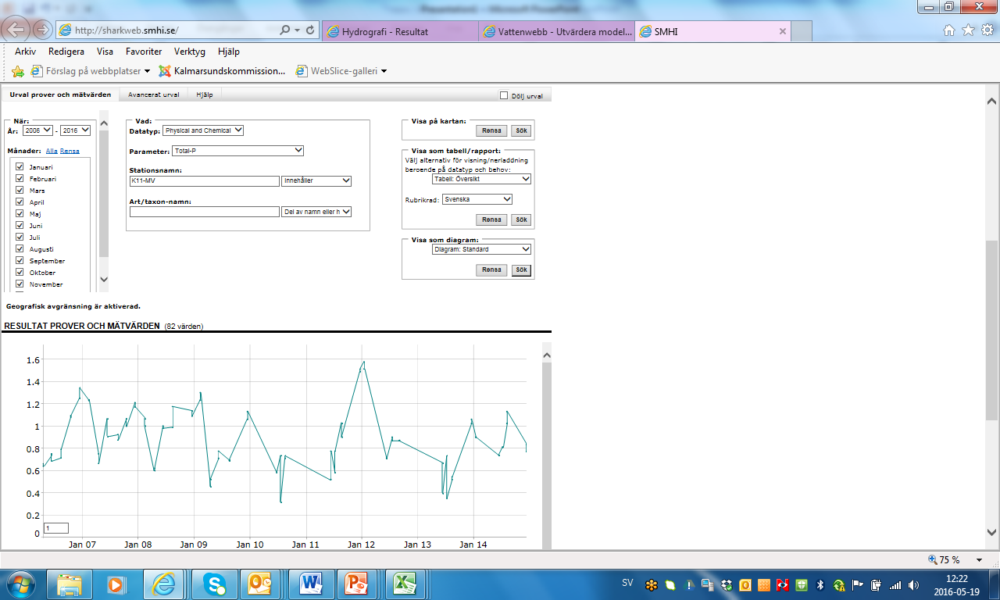 Presentation1 - Microsoft PowerPoint
http://sharkweb.smhi.se/
Hydrografi - Resultat
Vattenwebb - Utvärdera model...
SMHI
Arkiv Redigera Visa Favoriter Verktyg Hjälp
Förslag på webbplatser
Kalmarsundskommission...
WebSlice-galleri
Urval prover och mätvärden
Avancerat urval
Hjälp
Dölj urval
När:
År: 2006 - 2016
Månader: Alla Rensa
Januari
Februari
Mars
April
Maj
Juni
Juli
Augusti
September
Oktober
November
Vad:
Datatyp: Physical and Chemical
Parameter: Total-P
Stationsnamn:
K11-MV Innehåller
Art/taxon-namn:
Del av namn eller h
Visa på kartan:
Rensa Sök
Visa som tabell/rapport:
Välj alternativ för visning/nerladdning
beroende på datatyp och behov:
Tabell: Översikt
Rubrikrad: Svenska
Rensa Sök
Visa som diagram:
Diagram: Standard
Rensa Sök
Geografisk avgränsning är aktiverad.
RESULTAT PROVER OCH MÄTVÄRDEN (82 värden)
1.6
1.4
1.2
1
0.8
0.6
0.4
0.2
0
1
Jan 07 Jan 08 Jan 09 Jan 10 Jan 11 Jan 12 Jan 13 Jan 14
75 %
SV
12:22
2016-05-19